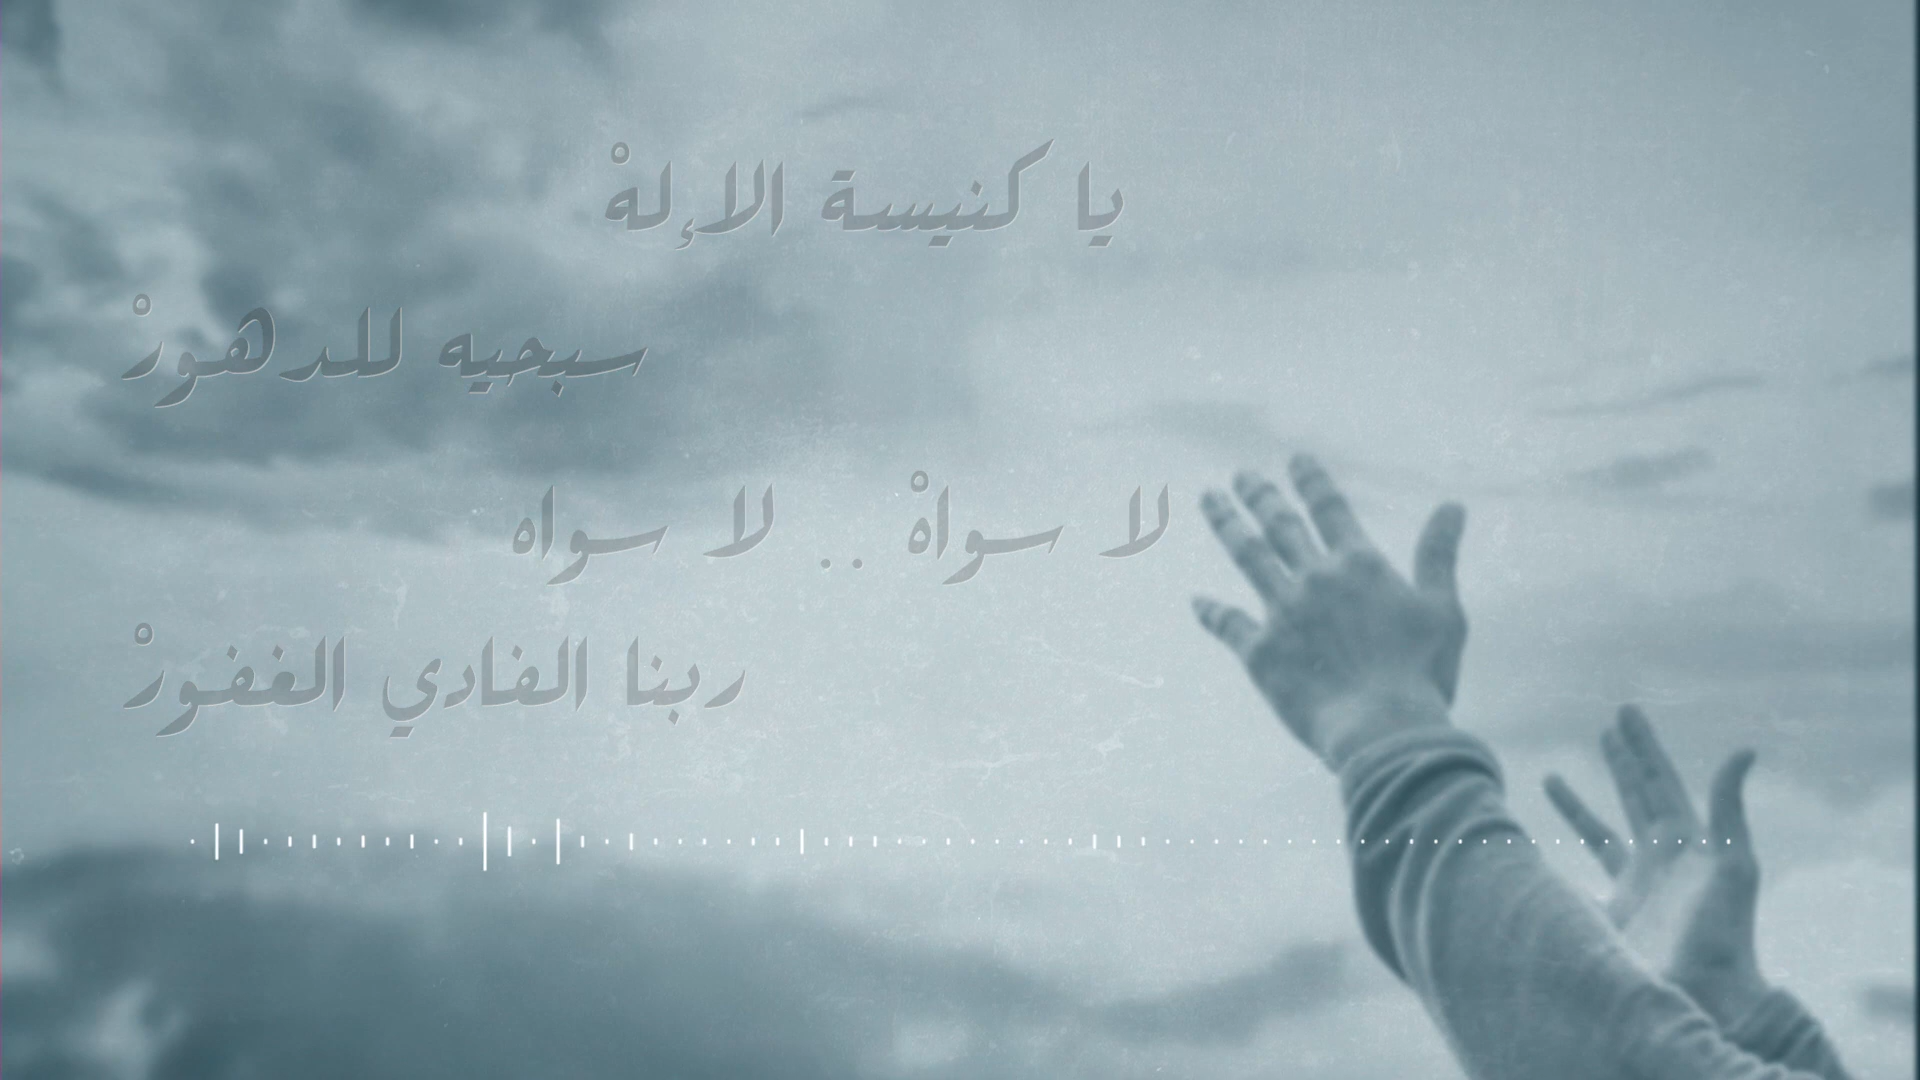 يا كنيسة الإلهْ
سبحيه للدهورْ
لا سواهْ .. لا سواه
ربنا الفادي الغفورْ